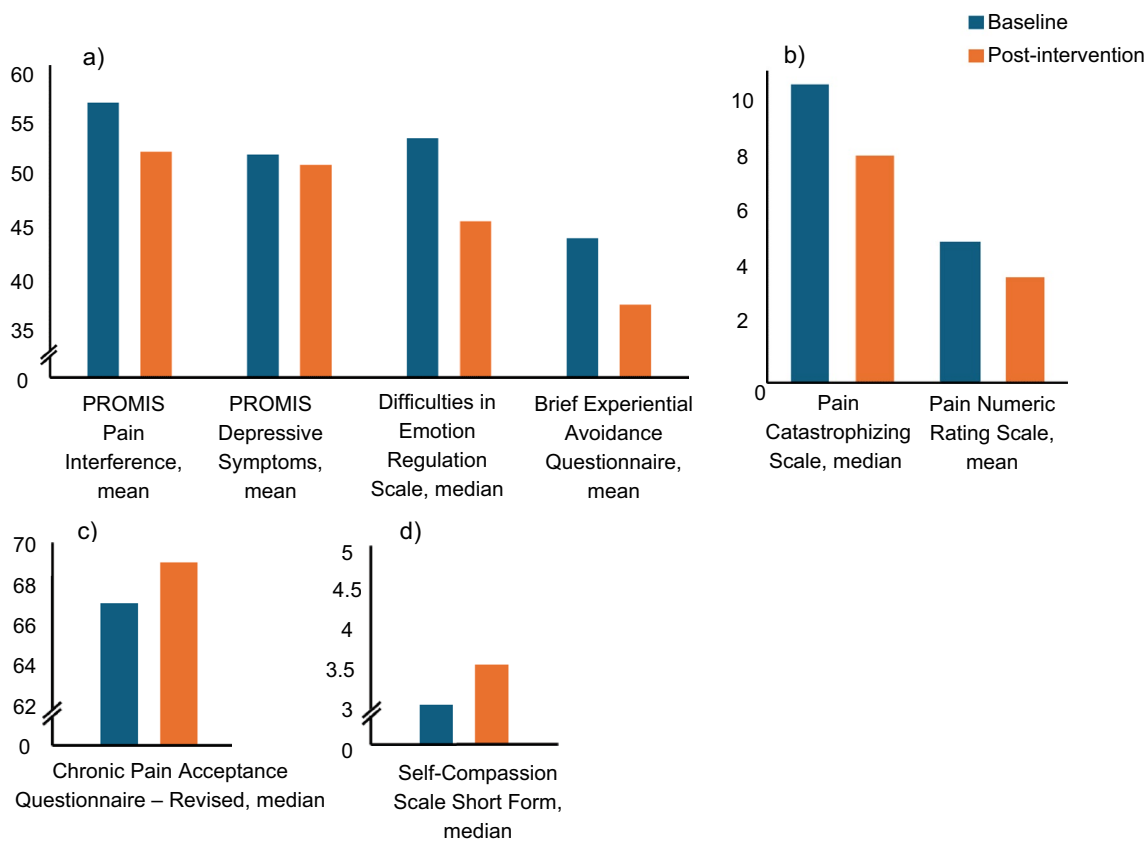 Baseline
Post-intervention
a)
60
55
50
45
40
35
0
PROMIS
Pain
Interference,
mean
PROMIS
Depressive
Symptoms,
mean
Difficulties in
Emotion
Regulation
Scale, median
Brief Experiential
Avoidance
Questionnaire,
mean
b)
10
8
6
4
2
0
Pain
Catastrophizing
Scale, median
Pain Numeric
Rating Scale,
mean
c)
70
68
66
64
62
0
Chronic Pain Acceptance
Questionnaire – Revised, median
d)
5
4.5
4
3.5
3
0
Self-Compassion
Scale Short Form,
median